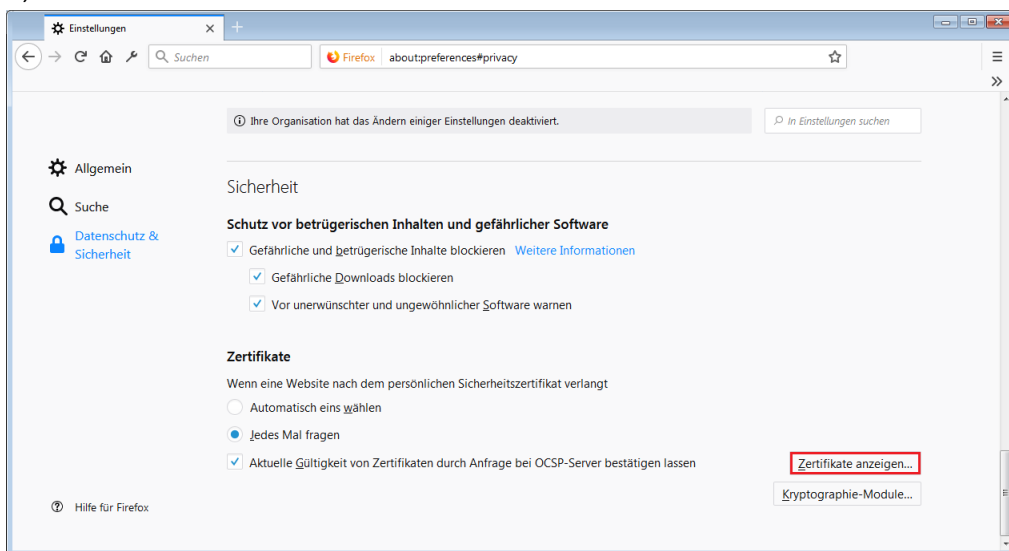 Einstellungen
Suchen
Firefox about:preferences#privacy
Ihre Organisation hat das Ändern einiger Einstellungen deaktiviert.
In Einstellungen suchen
Allgemein
Suche
Datenschutz &
Sicherheit
Hilfe für Firefox
Sicherheit
Schutz vor betrügerischen Inhalten und gefährlicher Software
Gefährliche und betrügerische Inhalte blockieren Weitere Informationen
Gefährliche Downloads blockieren
Vor unerwünschter und ungewöhnlicher Software warnen
Zertifikate
Wenn eine Website nach dem persönlichen Sicherheitszertifikat verlangt
Automatisch eins wählen
Jedes Mal fragen
Aktuelle Gültigkeit von Zertifikaten durch Anfrage bei OCSP-Server bestätigen lassen
Zertifikate anzeigen...
Kryptographie-Module...